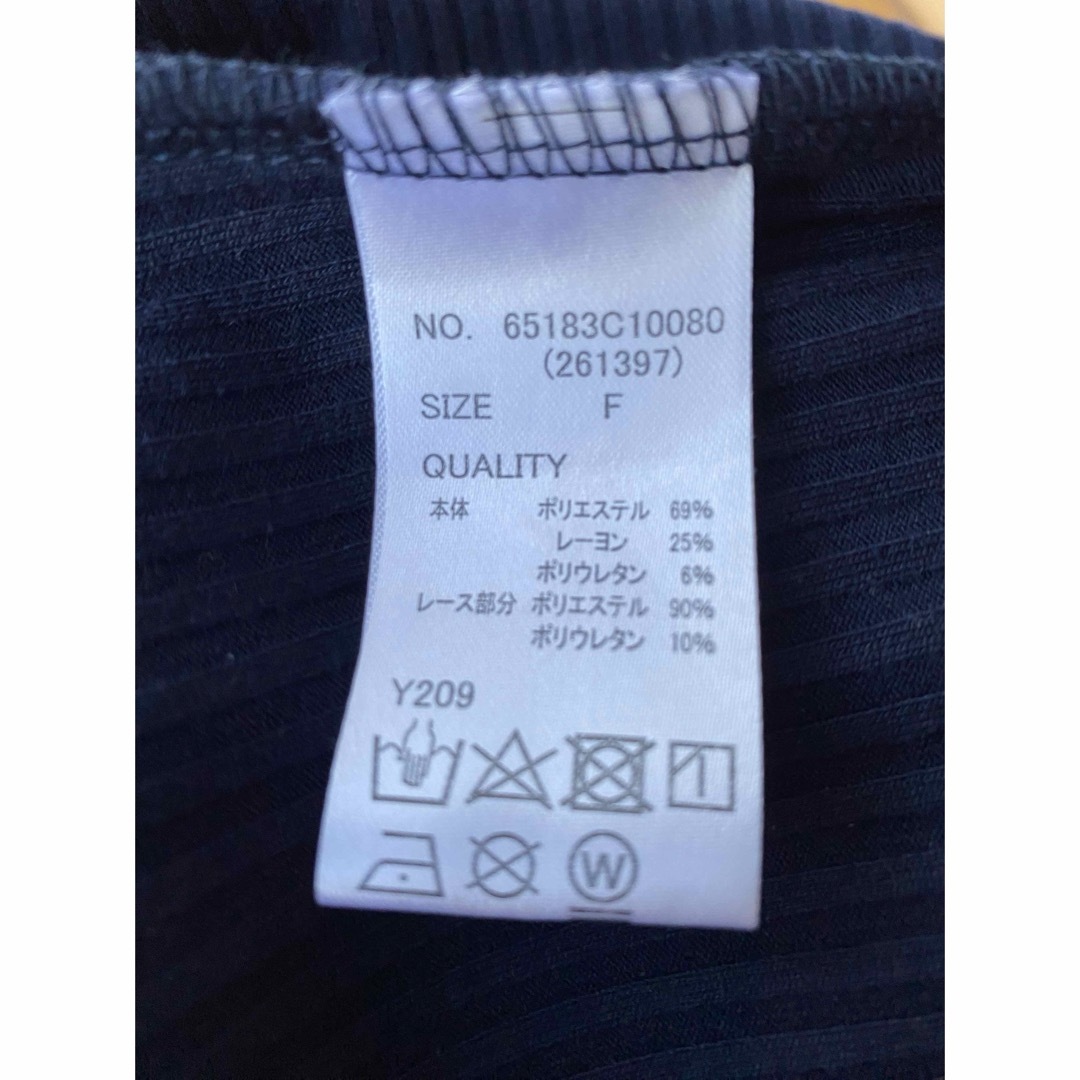 NO. 65183C10080
(261397)
SIZE F
QUALITY
本体 ポリエステル 69%
レーヨン 25%
ポリウレタン 6%
レース部分 ポリエステル 90%
ポリウレタン 10%
Y209
W